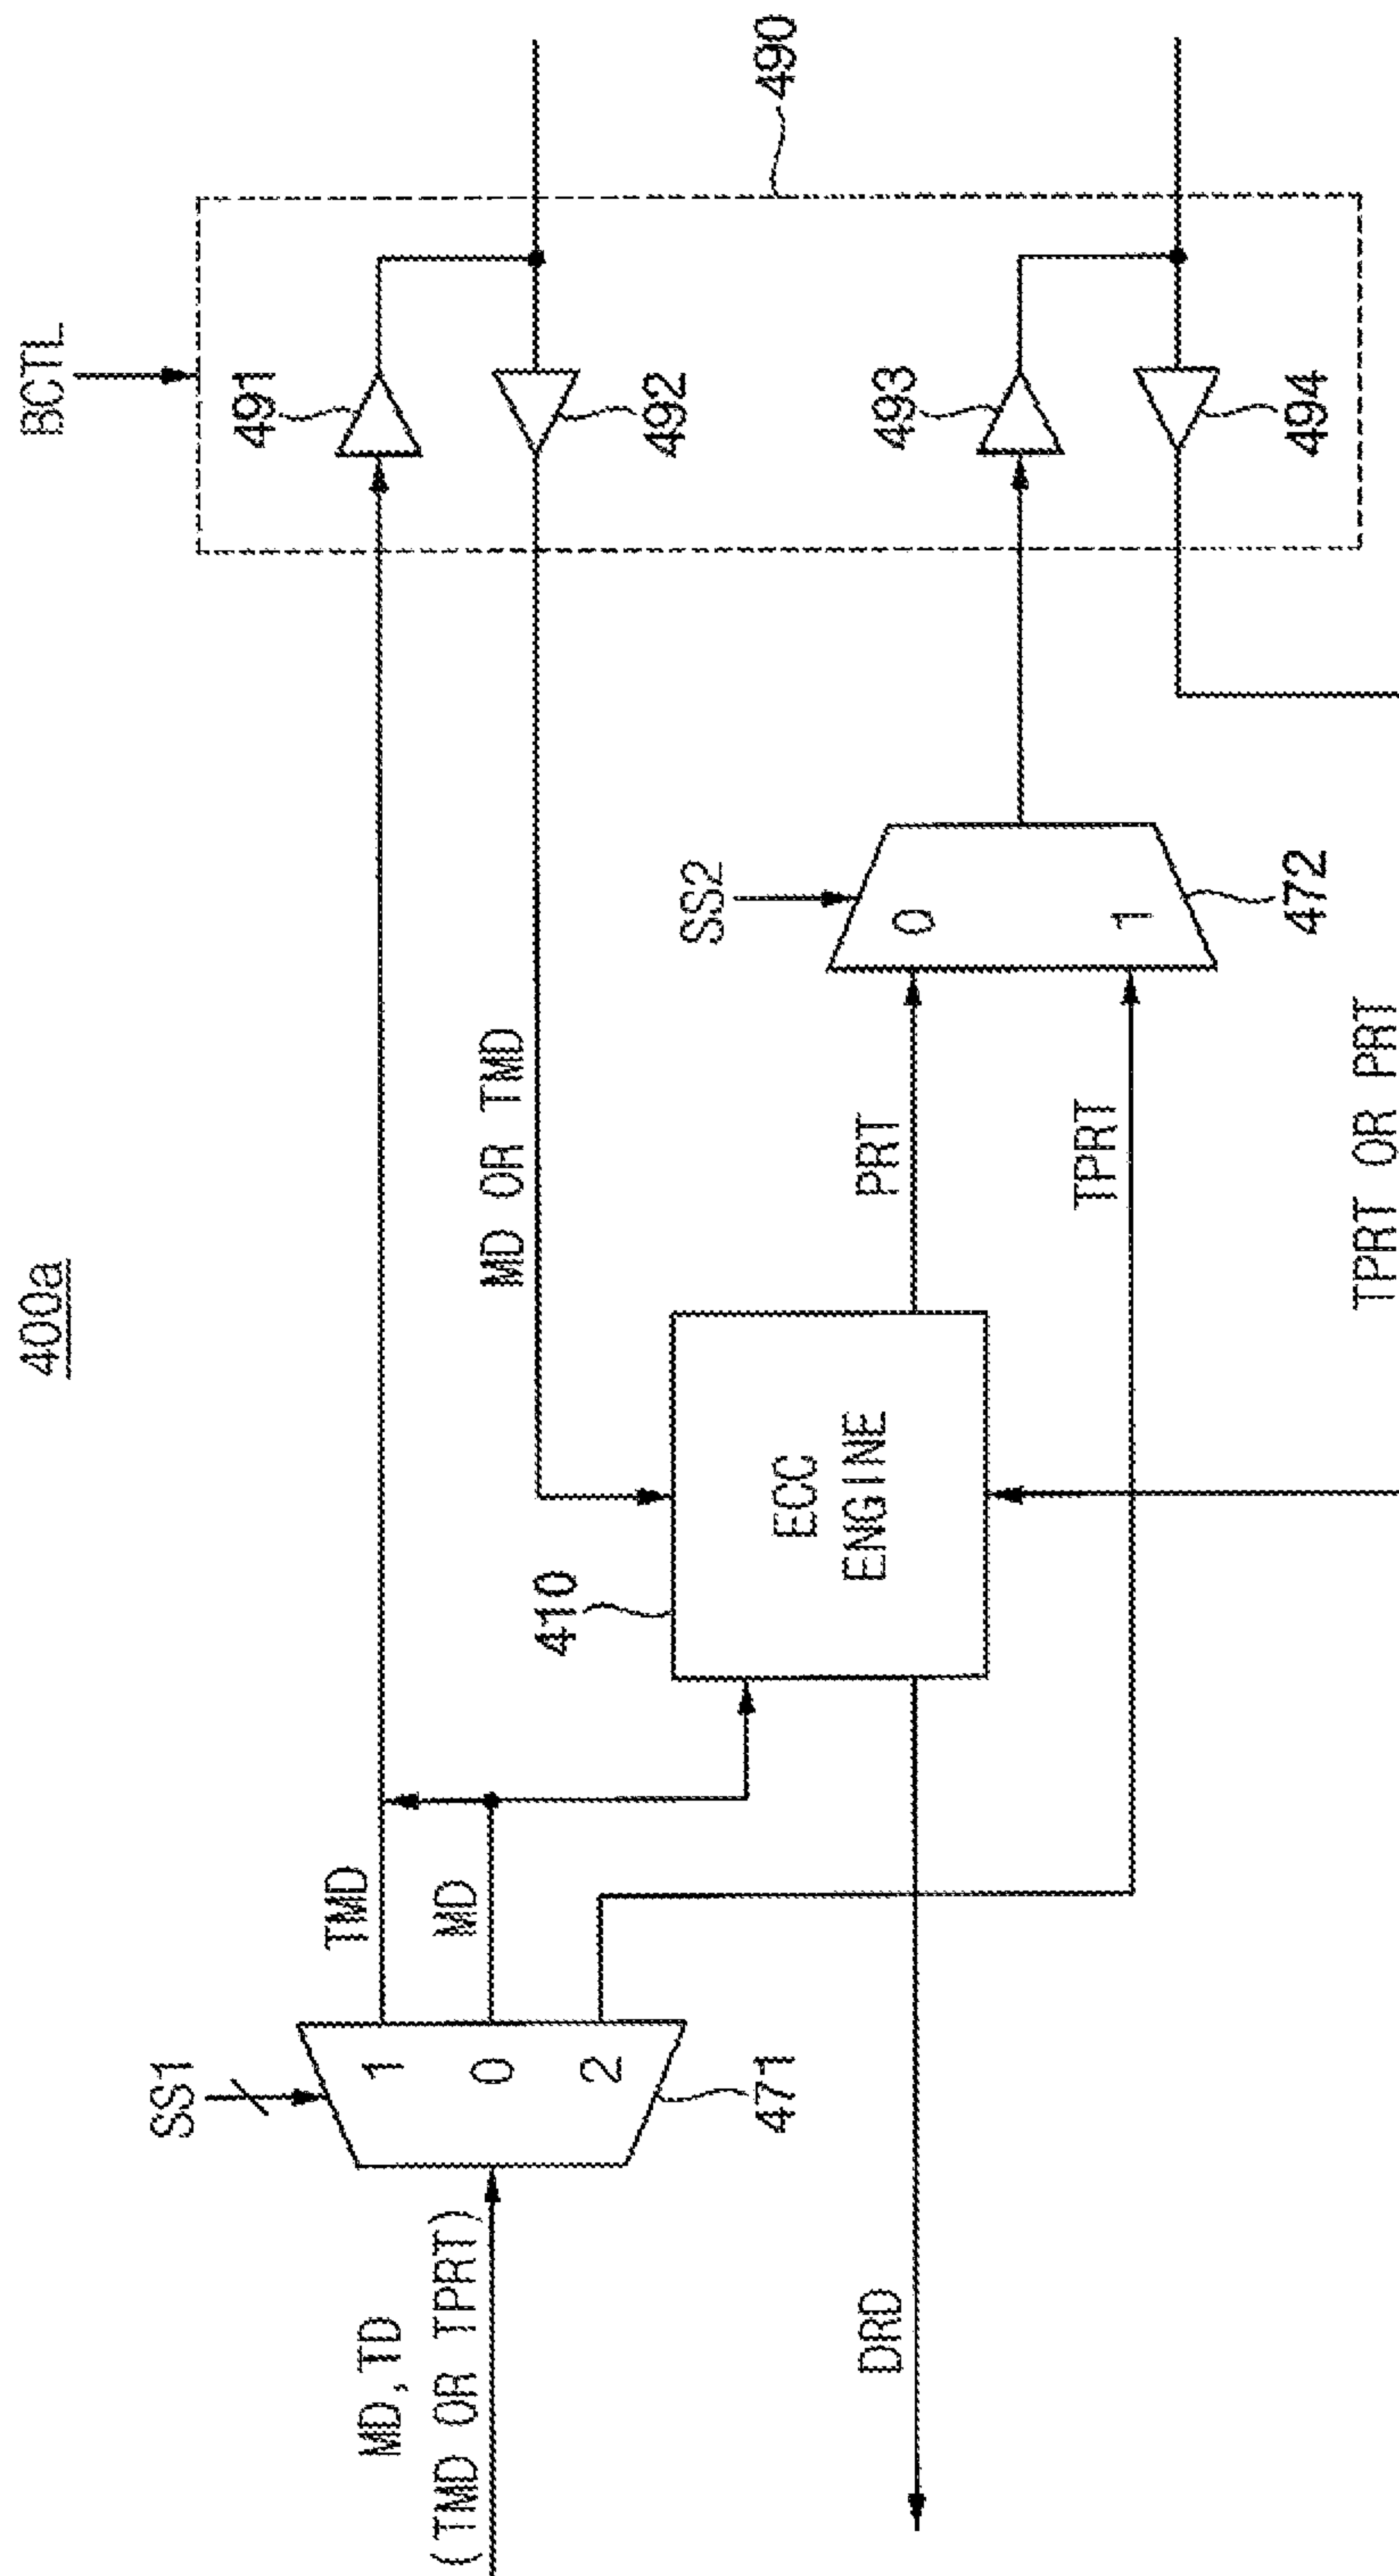 400a
BCTL
490
491
492
493
494
SS2
0
1
472
MD OR TMD
PRT
TPRT
TPRT OR PRT
410
ECC
ENGINE
TMD
MD
SS1
1
0
2
471
MD,TD
(TMD OR TPRT)
DRD